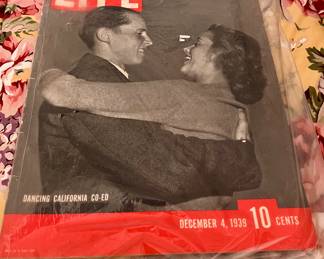 LIFE
DANCING CALIFORNIA CO-ED
DECEMBER 4, 1939 10 CENTS